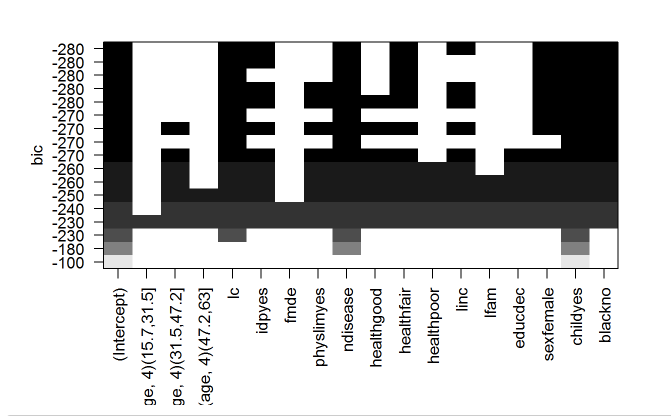 bic
-280
-280
-280
-280
-280
-270
-270
-270
-270
-260
-260
-250
-240
-240
-230
-180
-100
(Intercept)
ge, 4)(15.7,31.5]
ge, 4)(31.5,47.2]
(age, 4)(47.2,63]
lc
idpyes
fmde
physlimyes
ndisease
healthgood
healthfair
healthpoor
linc
lfam
educdec
sexfemale
childyes
blackno